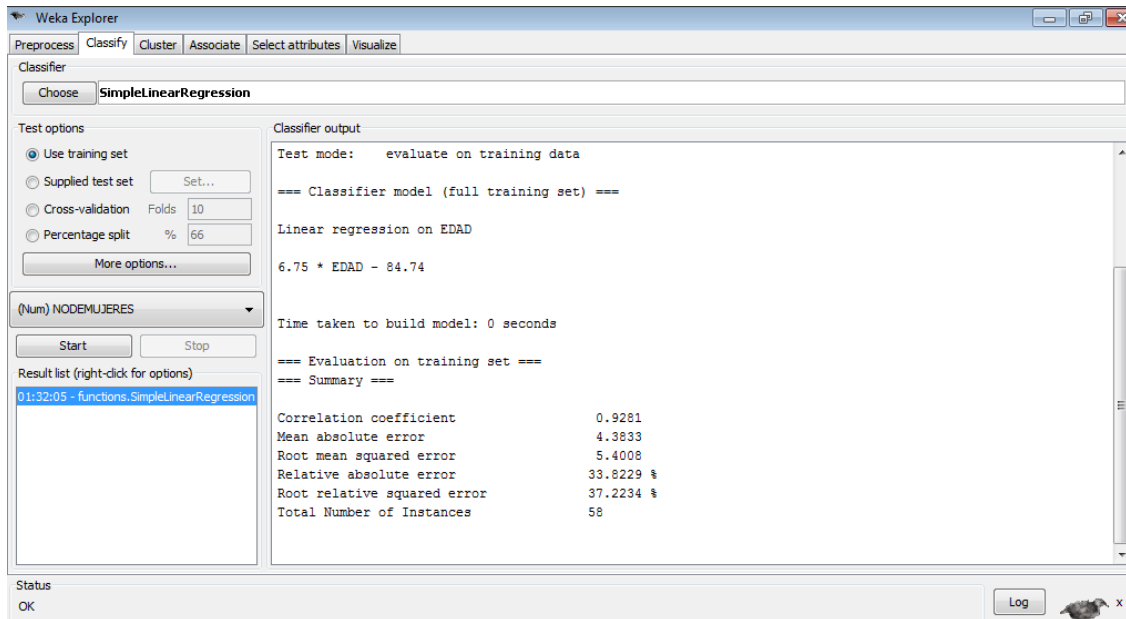 Weka Explorer
Preprocess Classify Cluster Associate Select attributes Visualize
Classifier
Choose SimpleLinearRegression
Test options
Use training set
Supplied test set Set...
Cross-validation Folds 10
Percentage split % 66
More options...
(Num) NODEMUJERES
Start Stop
Result list (right-click for options)
01:32:05 - functions.SimpleLinearRegression
Classifier output
Test mode: evaluate on training data
=== Classifier model (full training set) ===
Linear regression on EDAD
6.75 * EDAD - 84.74
Time taken to build model: 0 seconds
=== Evaluation on training set ===
=== Summary ===
Correlation coefficient 0.9281
Mean absolute error 4.3833
Root mean squared error 5.4008
Relative absolute error 33.8229 %
Root relative squared error 37.2234 %
Total Number of Instances 58
Status
OK
Log
x